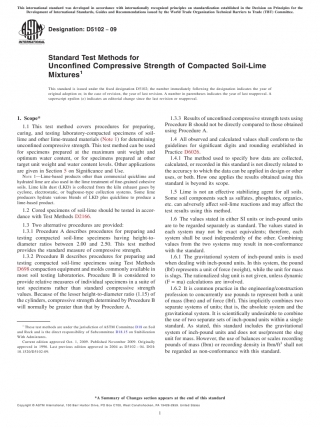 This international standard was developed in accordance with internationally recognized principles on standardization established in the Decision on Principles for the
Development of International Standards, Guides and Recommendations issued by the World Trade Organization Technical Barriers to Trade (TBT) Committee.
Designation: D5102 − 09
Standard Test Methods for
Unconfined Compressive Strength of Compacted Soil-Lime
Mixtures1
This standard is issued under the fixed designation D5102; the number immediately following the designation indicates the year of
original adoption or, in the case of revision, the year of last revision. A number in parentheses indicates the year of last reapproval. A
superscript epsilon (ε) indicates an editorial change since the last revision or reapproval.
1. Scope*
1.1 This test method covers procedures for preparing,
curing, and testing laboratory-compacted specimens of soil-
lime and other lime-treated materials (Note 1) for determining
unconfined compressive strength. This test method can be used
for specimens prepared at the maximum unit weight and
optimum water content, or for specimens prepared at other
target unit weight and water content levels. Other applications
are given in Section 5 on Significance and Use.
NOTE 1—Lime-based products other than commercial quicklime and
hydrated lime are also used in the lime treatment of fine-grained cohesive
soils. Lime kiln dust (LKD) is collected from the kiln exhaust gases by
cyclone, electrostatic, or baghouse-type collection systems. Some lime
producers hydrate various blends of LKD plus quicklime to produce a
lime-based product.
1.2 Cored specimens of soil-lime should be tested in accor-
dance with Test Methods D2166.
1.3 Two alternative procedures are provided:
1.3.1 Procedure A describes procedures for preparing and
testing compacted soil-lime specimens having height-to-
diameter ratios between 2.00 and 2.50. This test method
provides the standard measure of compressive strength.
1.3.2 Procedure B describes procedures for preparing and
testing compacted soil-lime specimens using Test Methods
D698 compaction equipment and molds commonly available in
most soil testing laboratories. Procedure B is considered to
provide relative measures of individual specimens in a suite of
test specimens rather than standard compressive strength
values. Because of the lesser height-to-diameter ratio (1.15) of
the cylinders, compressive strength determined by Procedure B
will normally be greater than that by Procedure A.
1 These test methods are under the jurisdiction of ASTM Committee D18 on Soil
and Rock and is the direct responsibility of Subcommittee D18.15 on Stabilization
With Admixtures.
Current edition approved Oct. 1, 2009. Published November 2009. Originally
approved in 1990. Last previous edition approved in 2004 as D5102 – 04. DOI:
10.1520/D5102-09.
1.3.3 Results of unconfined compressive strength tests using
Procedure B should not be directly compared to those obtained
using Procedure A.
1.4 All observed and calculated values shall conform to the
guidelines for significant digits and rounding established in
Practice D6026.
1.4.1 The method used to specify how data are collected,
calculated, or recorded in this standard is not directly related to
the accuracy to which the data can be applied in design or other
uses, or both. How one applies the results obtained using this
standard is beyond its scope.
1.5 Lime is not an effective stabilizing agent for all soils.
Some soil components such as sulfates, phosphates, organics,
etc. can adversely affect soil-lime reactions and may affect the
test results using this method.
1.6 The values stated in either SI units or inch-pound units
are to be regarded separately as standard. The values stated in
each system may not be exact equivalents; therefore, each
system shall be used independently of the other. Combining
values from the two systems may result in non-conformance
with the standard.
1.6.1 The gravitational system of inch-pound units is used
when dealing with inch-pound units. In this system, the pound
(lbf) represents a unit of force (weight), while the unit for mass
is slugs. The rationalized slug unit is not given, unless dynamic
(F = ma) calculations are involved.
1.6.2 It is common practice in the engineering/construction
profession to concurrently use pounds to represent both a unit
of mass (lbm) and of force (lbf). This implicitly combines two
separate systems of units; that is, the absolute system and the
gravitational system. It is scientifically undesirable to combine
the use of two separate sets of inch-pound units within a single
standard. As stated, this standard includes the gravitational
system of inch-pound units and does not use/present the slug
unit for mass. However, the use of balances or scales recording
pounds of mass (lbm) or recording density in lbm/ft3 shall not
be regarded as non-conformance with this standard.
*A Summary of Changes section appears at the end of this standard
1